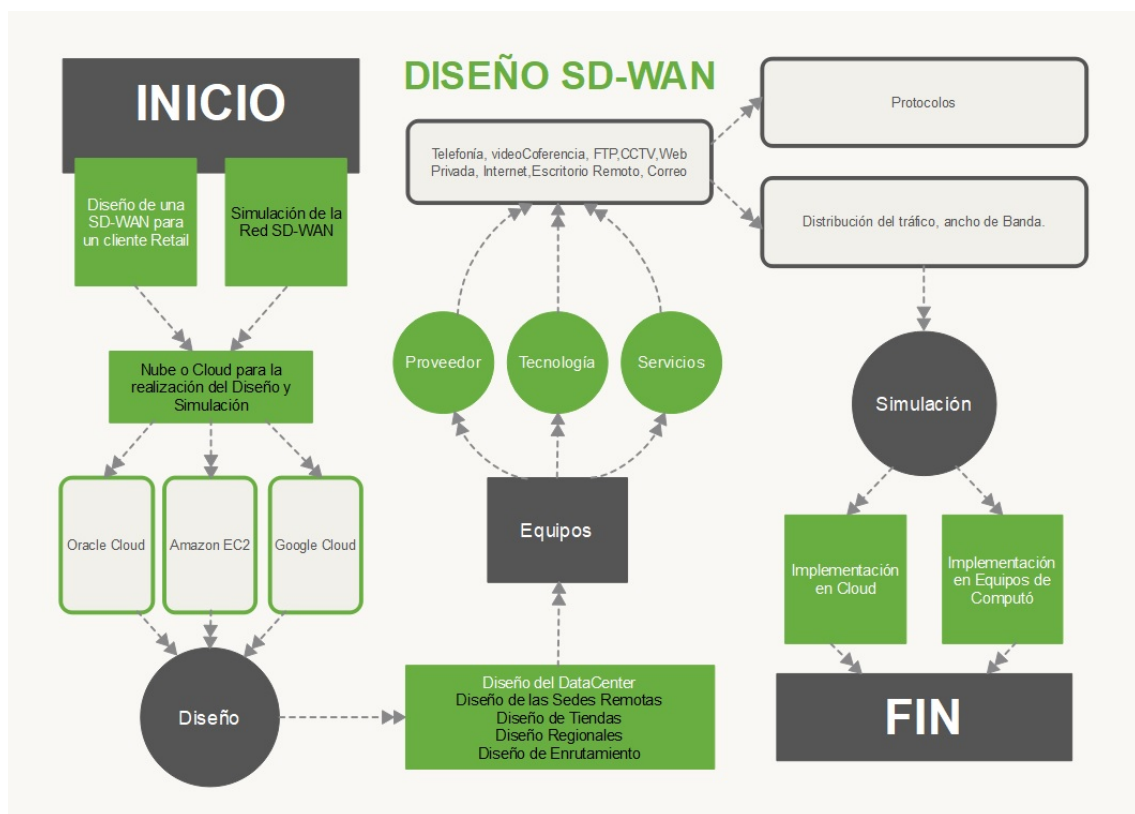 INICIO
Diseño de una
SD-WAN para
un cliente Retail
Simulación de la
Red SD-WAN
Nube o Cloud para la
realización del Diseño y
Simulación
Oracle Cloud
Amazon EC2
Google Cloud
Diseño
DISEÑO SD-WAN
Telefonía, videoCoferencia, FTP,CCTV,Web
Privada, Internet,Escritorio Remoto, Correo
Proveedor
Tecnología
Servicios
Equipos
Diseño del DataCenter
Diseño de las Sedes Remotas
Diseño de Tiendas
Diseño Regionales
Diseño de Enrutamiento
Protocolos
Distribución del tráfico, ancho de Banda.
Simulación
Implementación
en Cloud
Implementación
en Equipos de
Computó
FIN